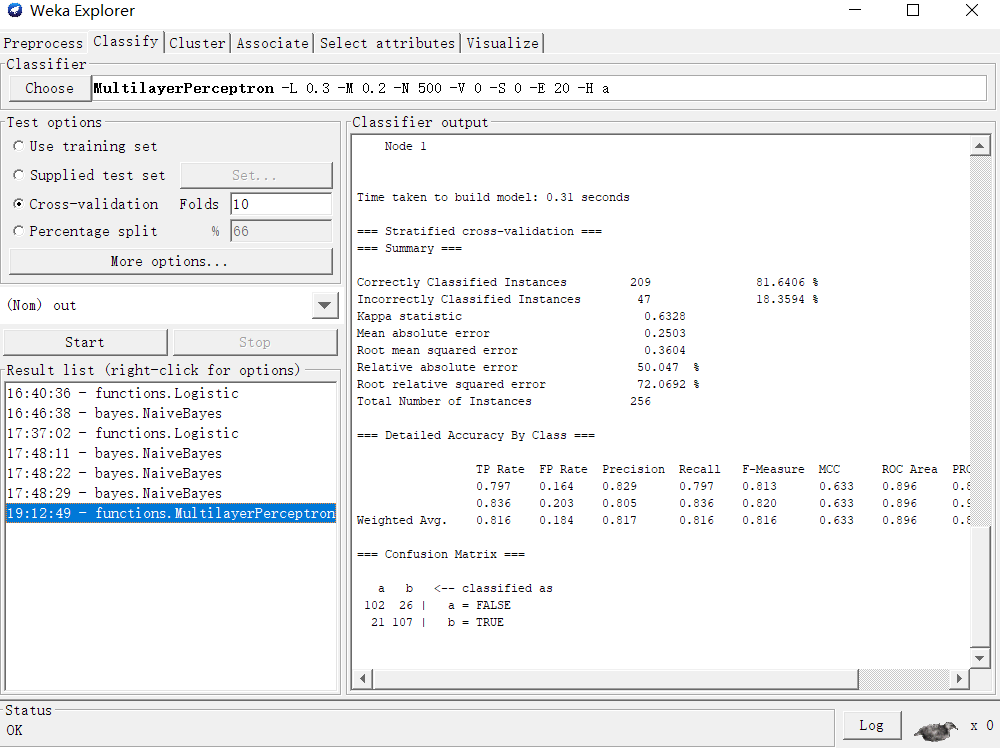 Weka Explorer
Preprocess Classify Cluster Associate Select attributes Visualize
Classifier
Choose MultilayerPerceptron -L 0.3 -M 0.2 -N 500 -V 0 -S 0 -E 20 -H a
Test options
Use training set
Supplied test set Set...
Cross-validation Folds 10
Percentage split % 66
More options...
(Nom) out
Start Stop
Result list (right-click for options)
16:40:36 - functions.Logistic
16:46:38 - bayes.NaiveBayes
17:37:02 - functions.Logistic
17:48:11 - bayes.NaiveBayes
17:48:22 - bayes.NaiveBayes
17:48:29 - bayes.NaiveBayes
19:12:49 - functions.MultilayerPerceptron
Classifier output
Node 1
Time taken to build model: 0.31 seconds
=== Stratified cross-validation ===
=== Summary ===
Correctly Classified Instances 209 81.6406 %
Incorrectly Classified Instances 47 18.3594 %
Kappa statistic 0.6328
Mean absolute error 0.2503
Root mean squared error 0.3604
Relative absolute error 50.047 %
Root relative squared error 72.0692 %
Total Number of Instances 256
=== Detailed Accuracy By Class ===
TP Rate FP Rate Precision Recall F-Measure MCC ROC Area
0.797 0.164 0.829 0.797 0.813 0.633 0.896
0.836 0.203 0.805 0.836 0.820 0.633 0.896
Weighted Avg. 0.816 0.184 0.817 0.816 0.816 0.633 0.896
=== Confusion Matrix ===
a b <-- classified as
102 26 | a = FALSE
21 107 | b = TRUE
Status
OK
Log x 0